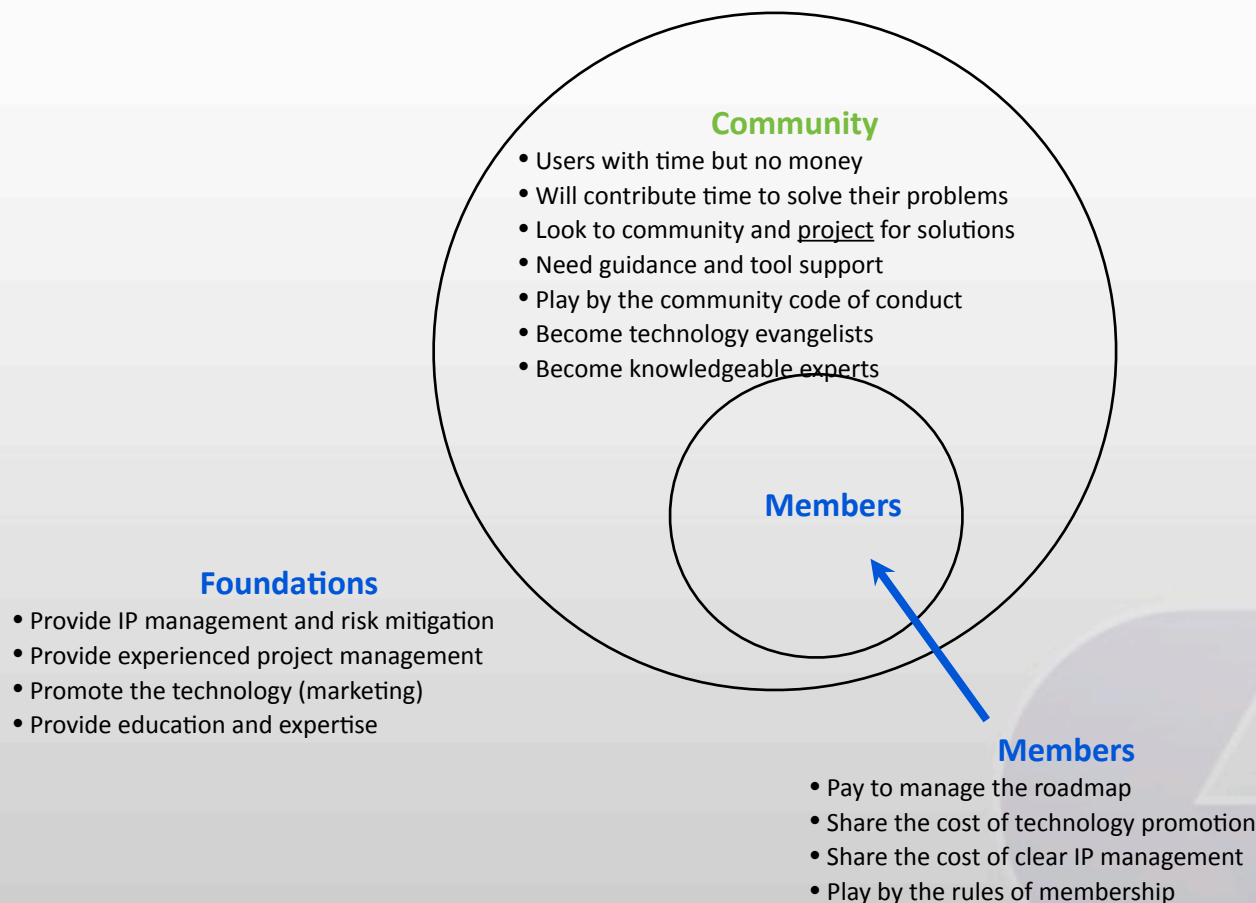 Community
• Users with time but no money
• Will contribute time to solve their problems
• Look to community and project for solutions
• Need guidance and tool support
• Play by the community code of conduct
• Become technology evangelists
• Become knowledgeable experts
Members
Foundations
• Provide IP management and risk mitigation
• Provide experienced project management
• Promote the technology (marketing)
• Provide education and expertise
Members
• Pay to manage the roadmap
• Share the cost of technology promotion
• Share the cost of clear IP management
• Play by the rules of membership